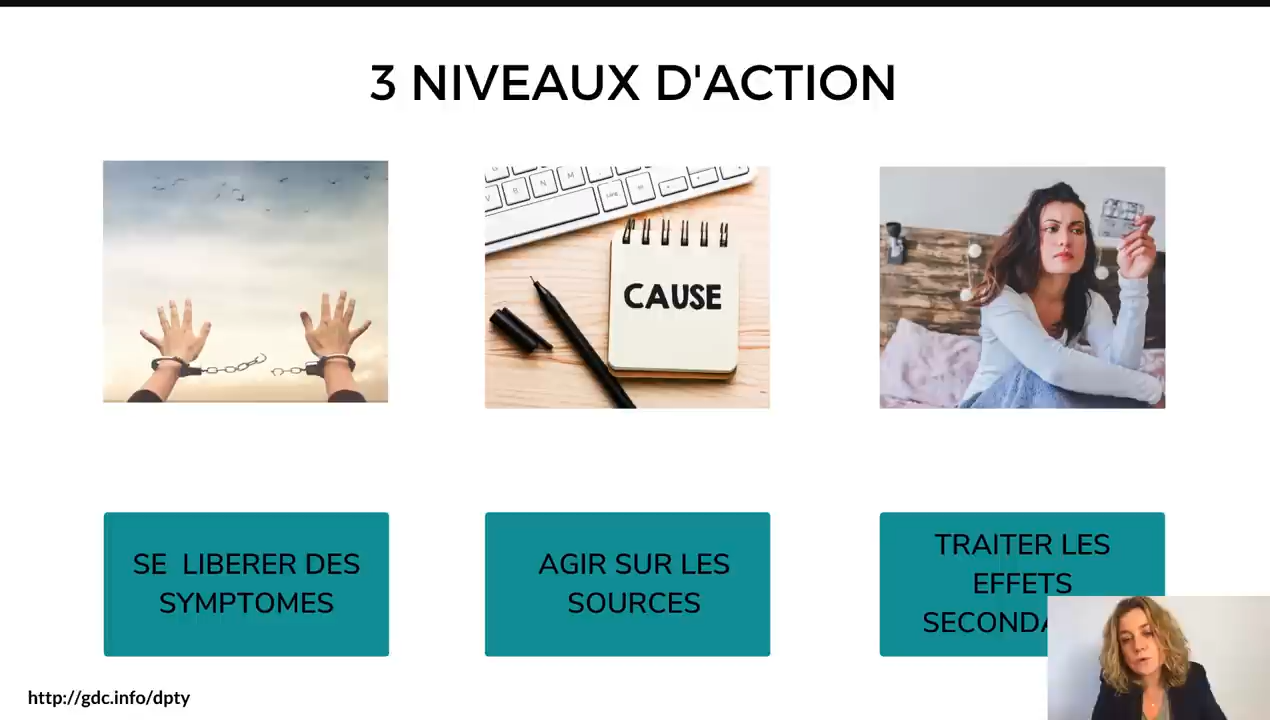 3 NIVEAUX D'ACTION
CAUSE
SE LIBERER DES
SYMPTOMES
AGIR SUR LES
SOURCES
TRAITER LES
EFFETS
http://gdc.info/dpty